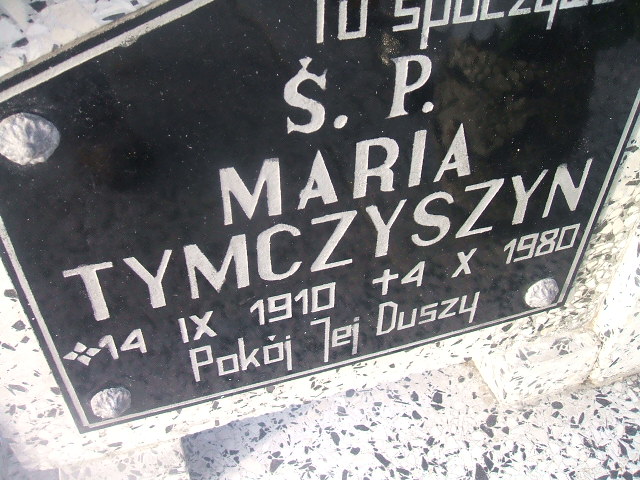 Tu spoczywa
Ś. P.
MARIA
TYMCZYSZYN
14 IX 1910 +4 X 1980
Pokój Jej Duszy